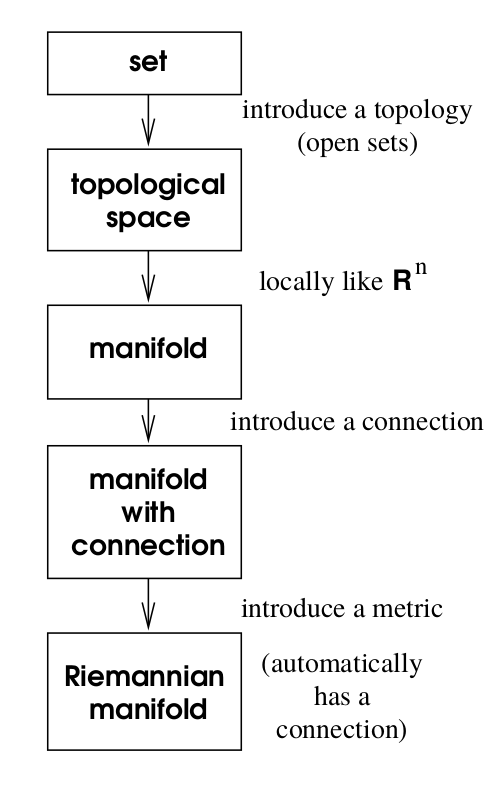 set
introduce a topology
(open sets)
topological
space
locally like Rⁿ
manifold
introduce a connection
manifold
with
connection
introduce a metric
Riemannian
manifold
(automatically
has a
connection)